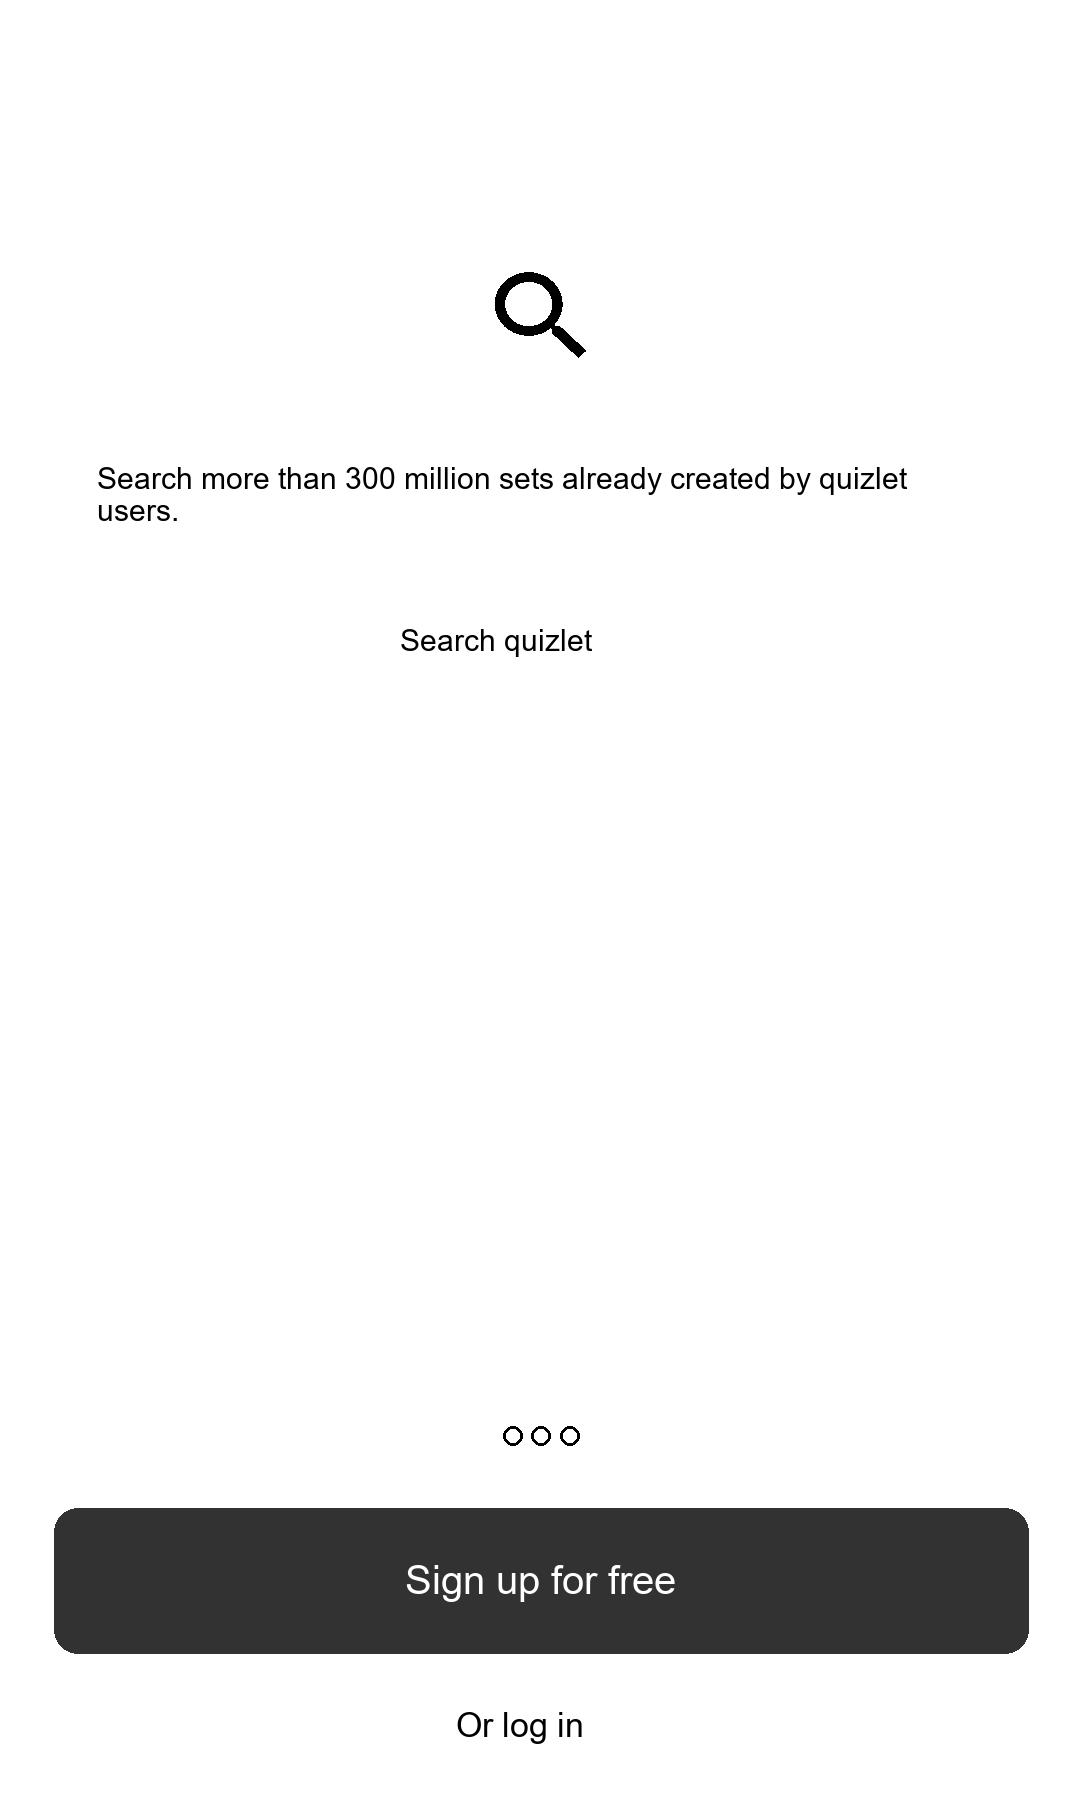 Search more than 300 million sets already created by quizlet
users.
Search quizlet
Sign up for free
Or log in